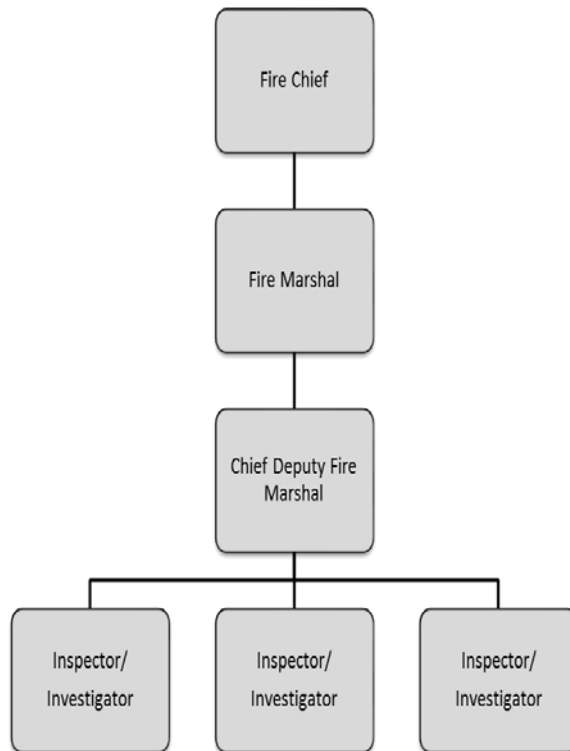 Fire Chief
Fire Marshal
Chief Deputy Fire
Marshal
Inspector/
Investigator
Inspector/
Investigator
Inspector/
Investigator